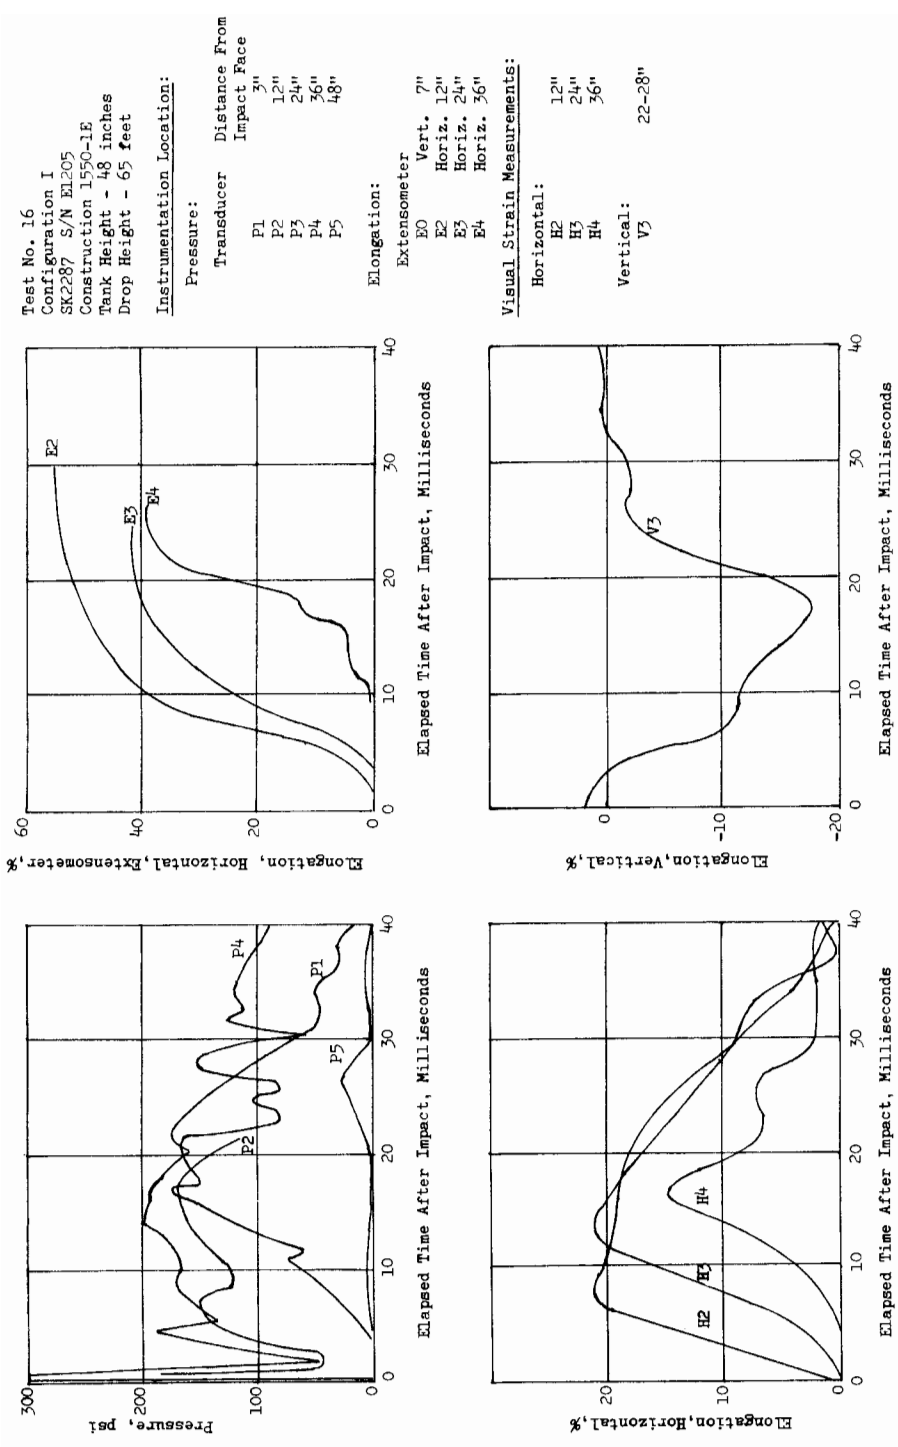 Test No. 16
Configuration I
SK2287 S/N E1205
Construction 1550-1E
Tank Height - 48 inches
Drop Height - 65 feet
Instrumentation Location:
Pressure:
Transducer Distance From
Impact Face
P1 3"
P2 12"
P3 24"
P4 36"
P5 48"
Elongation:
Extensometer
E0 Vert. 7"
E2 Horiz. 12"
E3 Horiz. 24"
E4 Horiz. 36"
Visual Strain Measurements:
Horizontal:
H2 12"
H3 24"
H4 36"
Vertical:
V3 22-28"
Pressure, psi
300
200
100
0
P4
P1
P5
P2
0 10 20 30 40
Elapsed Time After Impact, Milliseconds
Elongation, Horizontal, Extensometer, %
60
40
20
0
E2
E3
E4
0 10 20 30 40
Elapsed Time After Impact, Milliseconds
Elongation, Horizontal, %
20
10
0
H2
H3
H4
0 10 20 30 40
Elapsed Time After Impact, Milliseconds
Elongation, Vertical, %
0
-10
-20
V3
0 10 20 30 40
Elapsed Time After Impact, Milliseconds